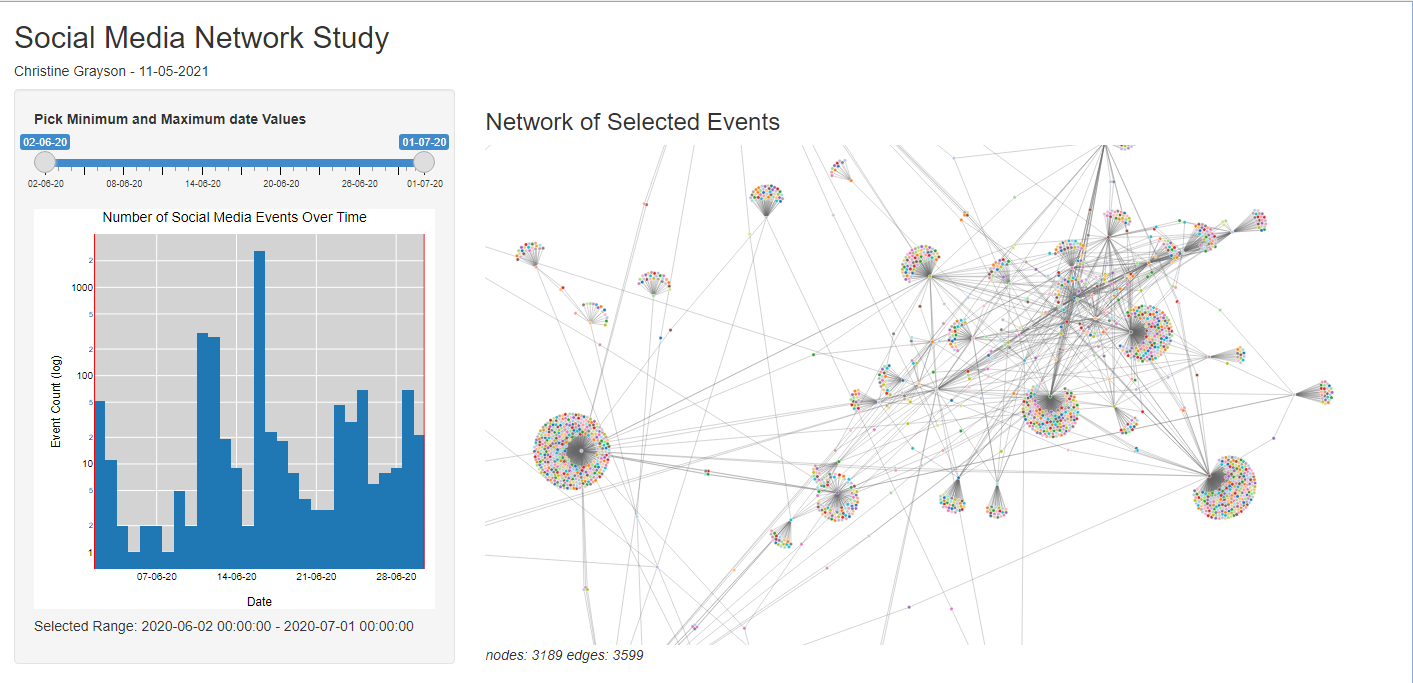 Social Media Network Study
Christine Grayson - 11-05-2021
Pick Minimum and Maximum date Values
02-06-20 01-07-20
02-06-20 08-06-20 14-06-20 20-06-20 26-06-20 01-07-20
Number of Social Media Events Over Time
2
1000
5
2
100
5
2
10
5
2
1
Event Count (log)
07-06-20 14-06-20 21-06-20 28-06-20
Date
Selected Range: 2020-06-02 00:00:00 - 2020-07-01 00:00:00
Network of Selected Events
nodes: 3189 edges: 3599